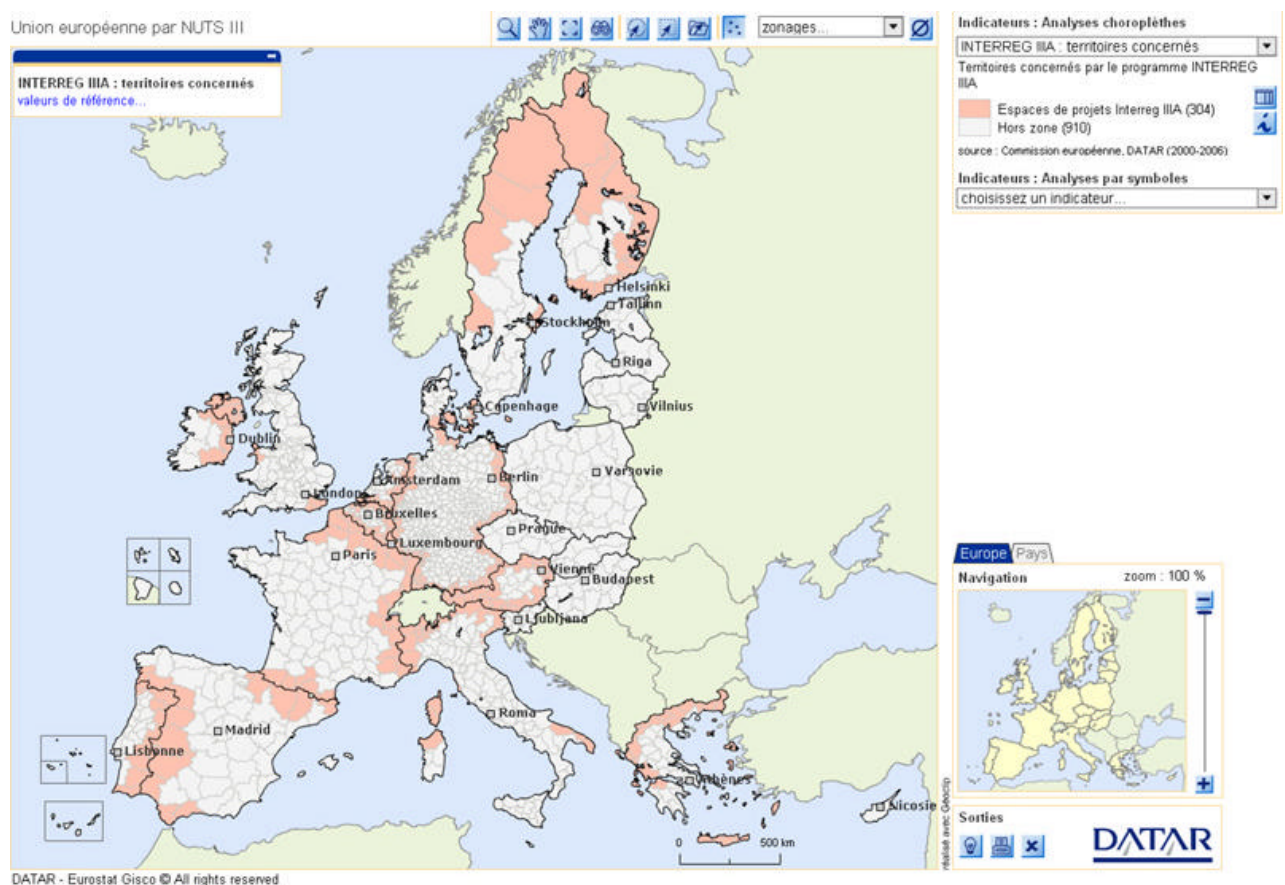 Union européenne par NUTS III
zonages...
INTERREG IIIA : territoires concernés
valeurs de référence...
Helsinki
Tallinn
Stockholm
Riga
Copenhage
Vilnius
Dublin
Amsterdam
Berlin
Varsovie
London
Bruxelles
Prague
Luxembourg
Paris
Vienne
Budapest
Ljubljana
Roma
Madrid
Lisbonne
Athènes
Nicosie
0 500 km
réalisé avec Géoclip
DATAR - Eurostat Gisco © All rights reserved
Indicateurs : Analyses choroplèthes
INTERREG IIIA : territoires concernés
Territoires concernés par le programme INTERREG
IIIA
Espaces de projets Interreg IIIA (304)
Hors zone (910)
source : Commission européenne, DATAR (2000-2006)
Indicateurs : Analyses par symboles
choisissez un indicateur...
Europe Pays
Navigation zoom : 100 %
Sorties
DATAR